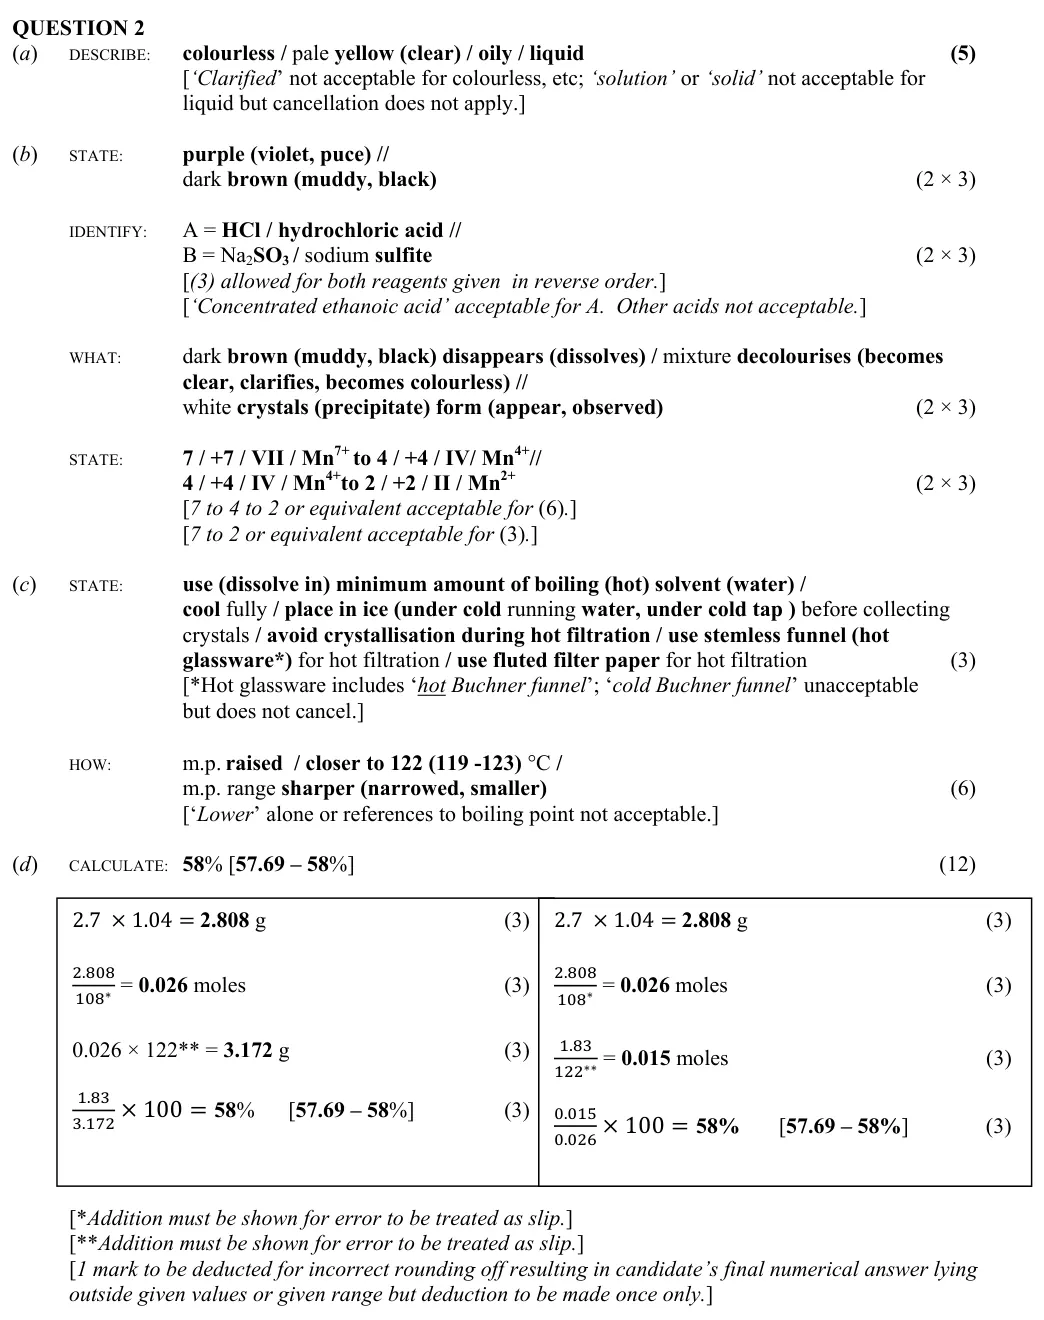 QUESTION 2
(a) DESCRIBE: colourless / pale yellow (clear) / oily / liquid (5)
[‘Clarified’ not acceptable for colourless, etc; ‘solution’ or ‘solid’ not acceptable for
liquid but cancellation does not apply.]
(b) STATE: purple (violet, puce) //
dark brown (muddy, black) (2 × 3)
IDENTIFY: A = HCl / hydrochloric acid //
B = Na₂SO₃ / sodium sulfite (2 × 3)
[(3) allowed for both reagents given in reverse order.]
[‘Concentrated ethanoic acid’ acceptable for A. Other acids not acceptable.]
WHAT: dark brown (muddy, black) disappears (dissolves) / mixture decolourises (becomes
clear, clarifies, becomes colourless) //
white crystals (precipitate) form (appear, observed) (2 × 3)
STATE: 7 / +7 / VII / Mn⁷⁺ to 4 / +4 / IV/ Mn⁴⁺//
4 / +4 / IV / Mn⁴⁺to 2 / +2 / II / Mn²⁺ (2 × 3)
[7 to 4 to 2 or equivalent acceptable for (6).]
[7 to 2 or equivalent acceptable for (3).]
(c) STATE: use (dissolve in) minimum amount of boiling (hot) solvent (water) /
cool fully / place in ice (under cold running water, under cold tap ) before collecting
crystals / avoid crystallisation during hot filtration / use stemless funnel (hot
glassware*) for hot filtration / use fluted filter paper for hot filtration (3)
[*Hot glassware includes ‘hot Buchner funnel’; ‘cold Buchner funnel’ unacceptable
but does not cancel.]
HOW: m.p. raised / closer to 122 (119 -123) °C /
m.p. range sharper (narrowed, smaller) (6)
[‘Lower’ alone or references to boiling point not acceptable.]
(d) CALCULATE: 58% [57.69 – 58%] (12)
2.7 × 1.04 = 2.808 g (3)
2.808/108* = 0.026 moles (3)
0.026 × 122** = 3.172 g (3)
1.83/3.172 × 100 = 58% [57.69 – 58%] (3)
2.7 × 1.04 = 2.808 g (3)
2.808/108* = 0.026 moles (3)
1.83/122** = 0.015 moles (3)
0.015/0.026 × 100 = 58% [57.69 – 58%] (3)
[*Addition must be shown for error to be treated as slip.]
[**Addition must be shown for error to be treated as slip.]
[1 mark to be deducted for incorrect rounding off resulting in candidate’s final numerical answer lying
outside given values or given range but deduction to be made once only.]